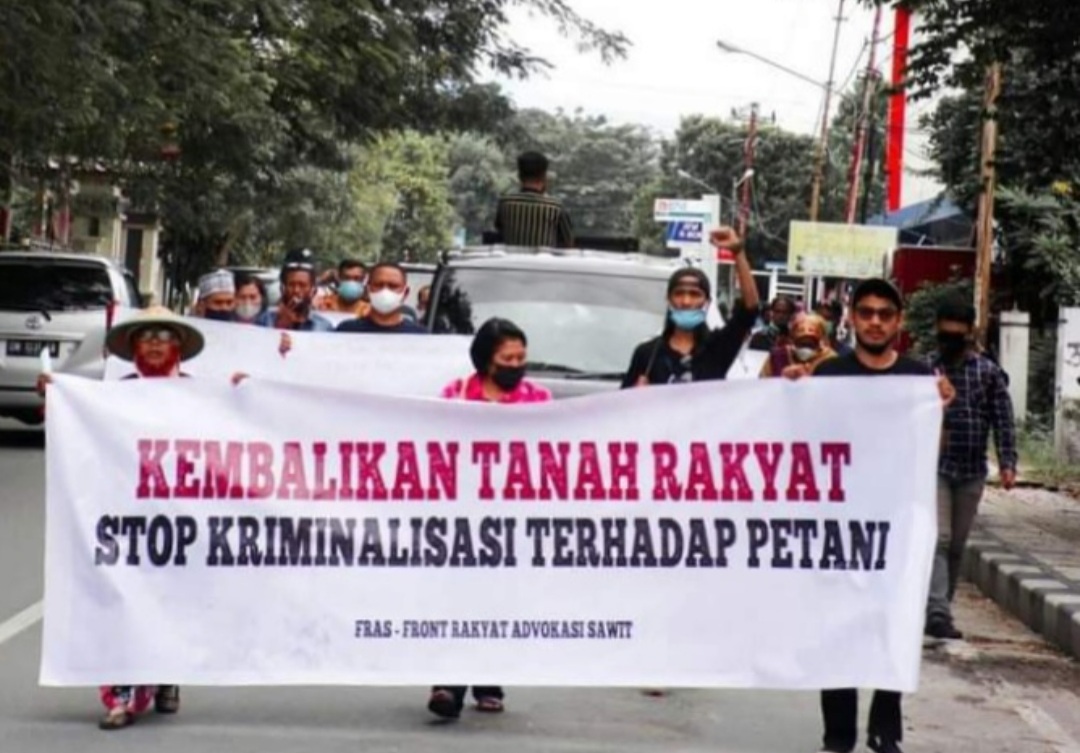 KEMBALIKAN TANAH RAKYAT
STOP KRIMINALISASI TERHADAP PETANI
FRAS - FRONT RAKYAT ADVOKASI SAWIT